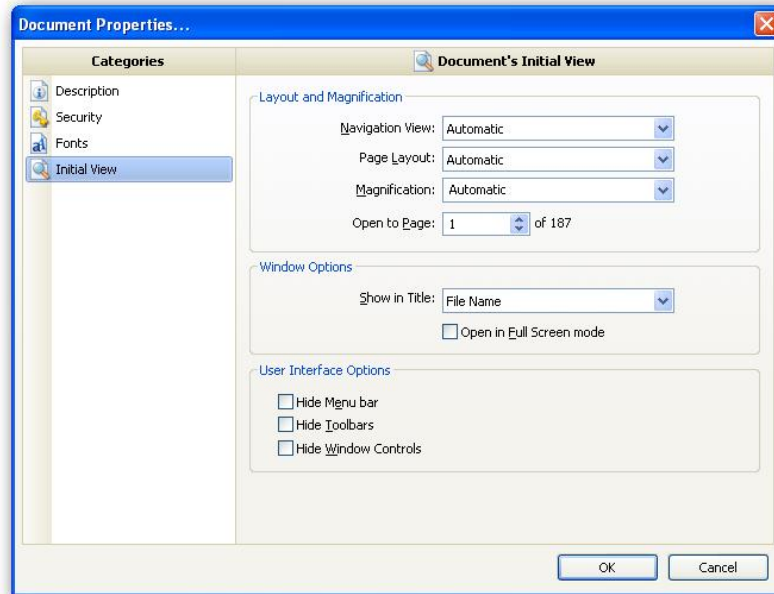 Document Properties...
Categories
Description
Security
Fonts
Initial View
Document's Initial View
Layout and Magnification
Navigation View: Automatic
Page Layout: Automatic
Magnification: Automatic
Open to Page: 1 of 187
Window Options
Show in Title: File Name
Open in Full Screen mode
User Interface Options
Hide Menu bar
Hide Toolbars
Hide Window Controls
OK Cancel